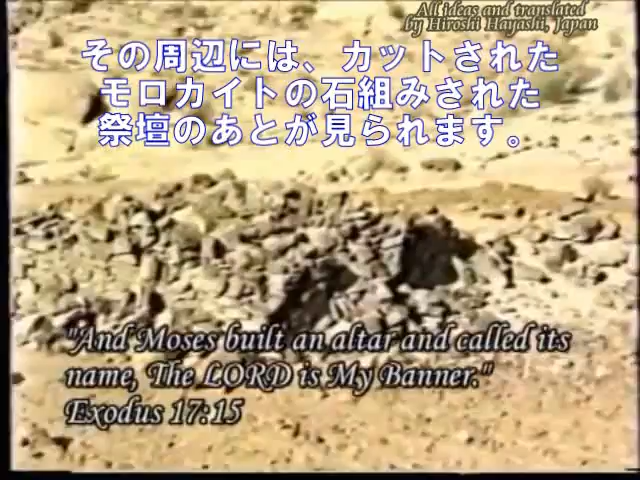 All ideas and translated
by Hiroshi Hayashi, Japan
その周辺には、カットされた
モロカイトの石組みされた
祭壇のあとが見られます。
"And Moses built an altar and called its
name, The LORD is My Banner."
Exodus 17:15